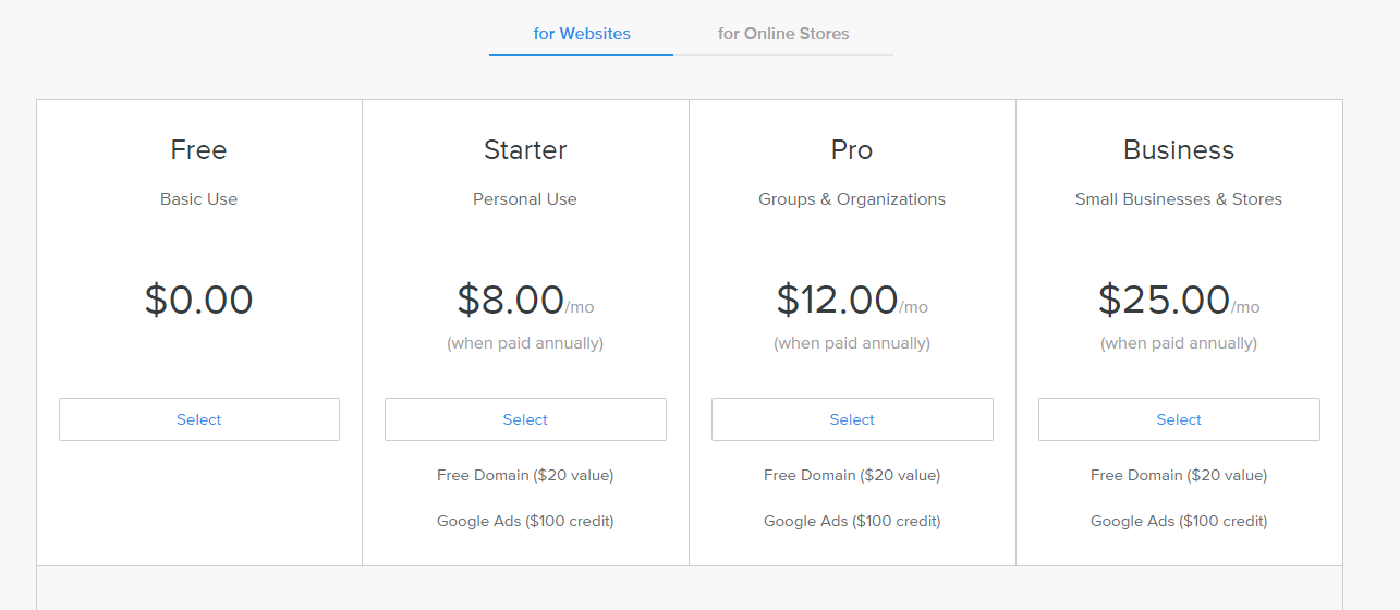 for Websites
for Online Stores
Free
Basic Use
$0.00
Select
Starter
Personal Use
$8.00/mo
(when paid annually)
Select
Free Domain ($20 value)
Google Ads ($100 credit)
Pro
Groups & Organizations
$12.00/mo
(when paid annually)
Select
Free Domain ($20 value)
Google Ads ($100 credit)
Business
Small Businesses & Stores
$25.00/mo
(when paid annually)
Select
Free Domain ($20 value)
Google Ads ($100 credit)